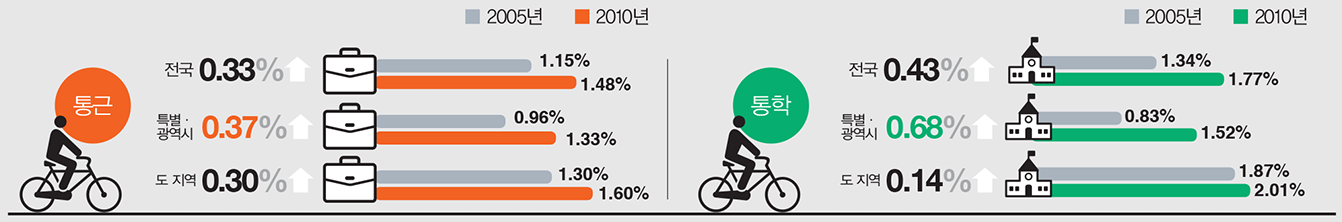 2005년 2010년
통근
전국 0.33%
1.15%
1.48%
특별·
광역시 0.37%
0.96%
1.33%
도 지역 0.30%
1.30%
1.60%
2005년 2010년
통학
전국 0.43%
1.34%
1.77%
특별·
광역시 0.68%
0.83%
1.52%
도 지역 0.14%
1.87%
2.01%